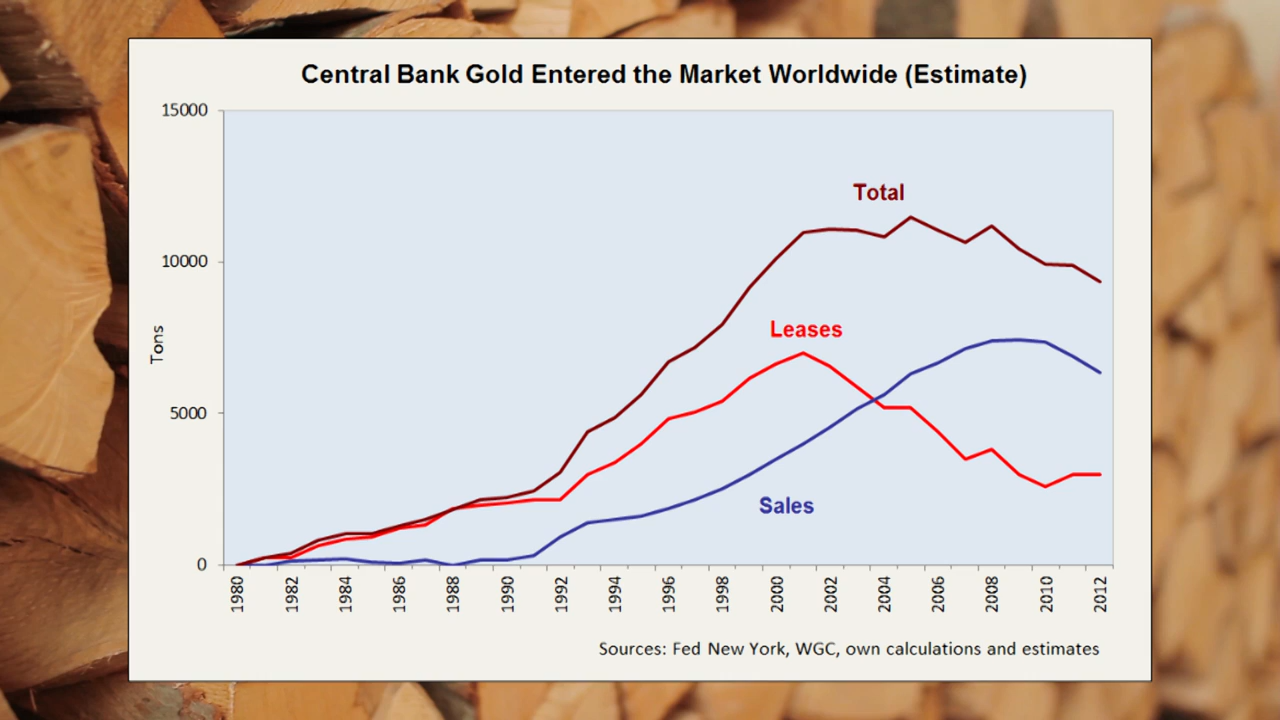 Central Bank Gold Entered the Market Worldwide (Estimate)
15000
10000
5000
0
Tons
Total
Leases
Sales
1980 1982 1984 1986 1988 1990 1992 1994 1996 1998 2000 2002 2004 2006 2008 2010 2012
Sources: Fed New York, WGC, own calculations and estimates